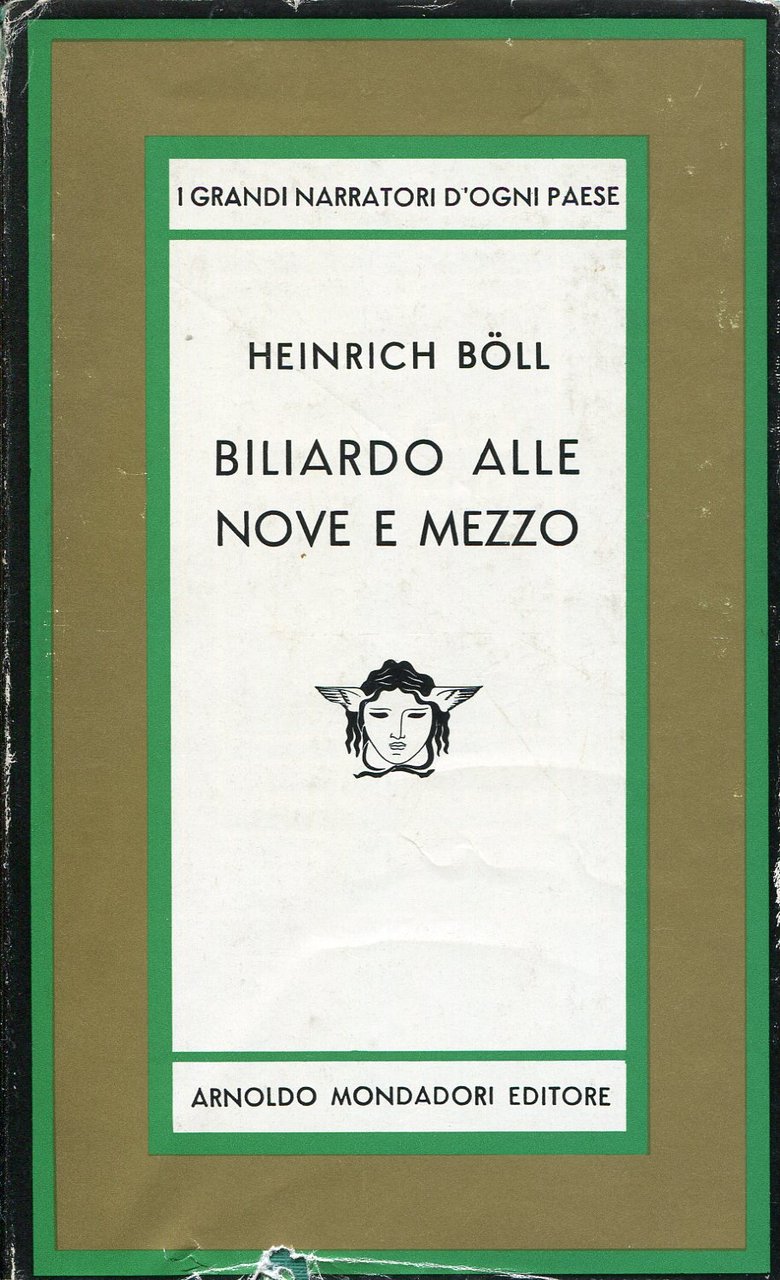 I GRANDI NARRATORI D'OGNI PAESE
HEINRICH BÖLL
BILIARDO ALLE
NOVE E MEZZO
ARNOLDO MONDADORI EDITORE